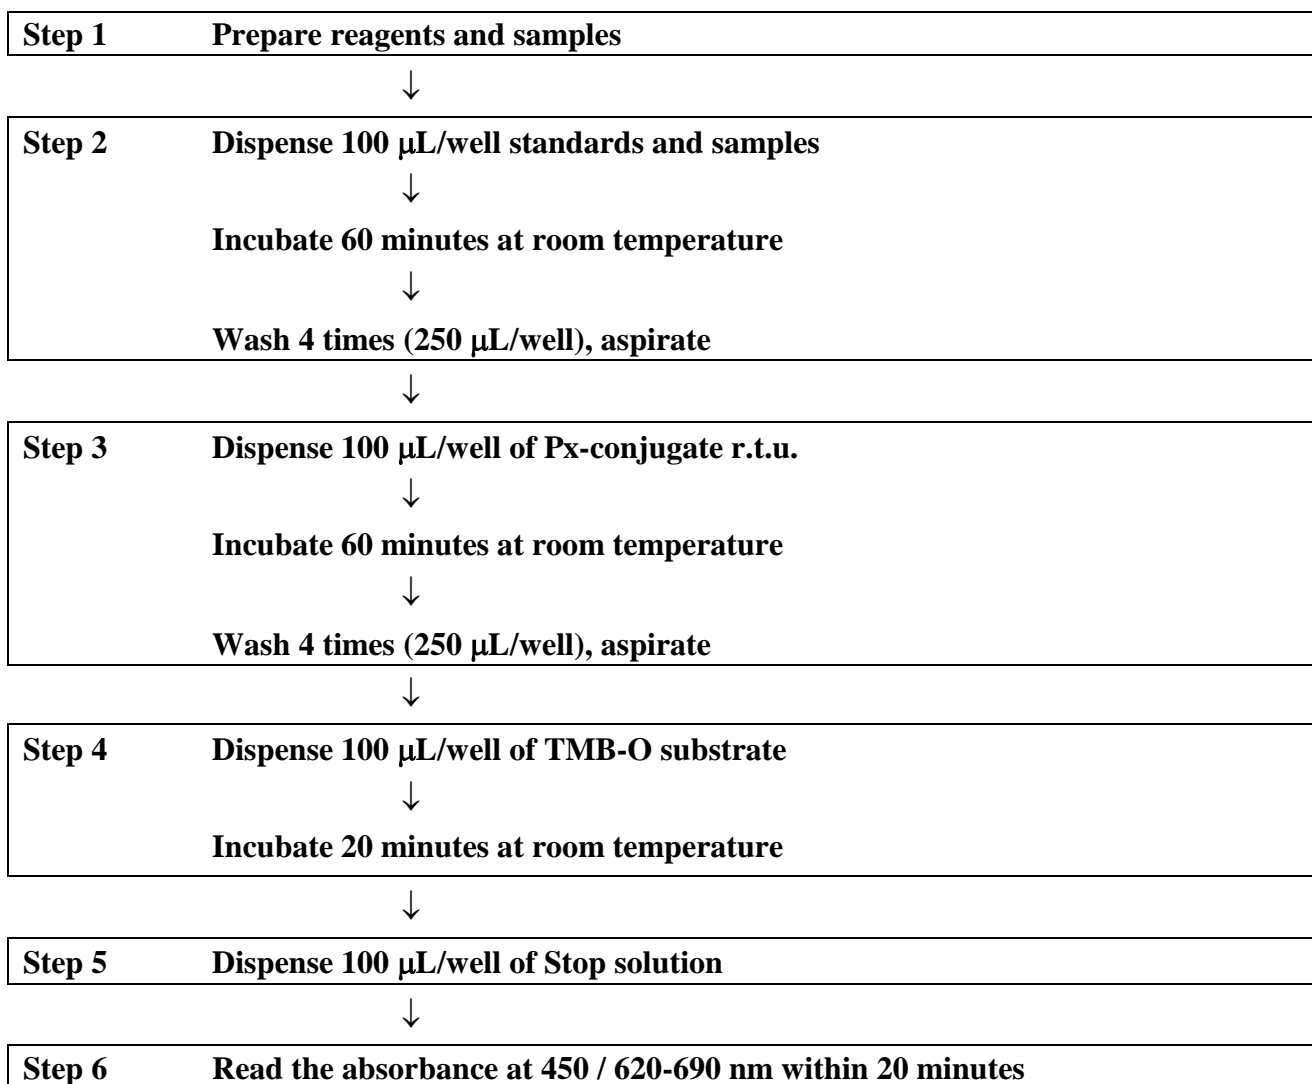 Step 1 Prepare reagents and samples
↓
Step 2 Dispense 100 μL/well standards and samples
↓
Incubate 60 minutes at room temperature
↓
Wash 4 times (250 μL/well), aspirate
↓
Step 3 Dispense 100 μL/well of Px-conjugate r.t.u.
↓
Incubate 60 minutes at room temperature
↓
Wash 4 times (250 μL/well), aspirate
↓
Step 4 Dispense 100 μL/well of TMB-O substrate
↓
Incubate 20 minutes at room temperature
↓
Step 5 Dispense 100 μL/well of Stop solution
↓
Step 6 Read the absorbance at 450 / 620-690 nm within 20 minutes